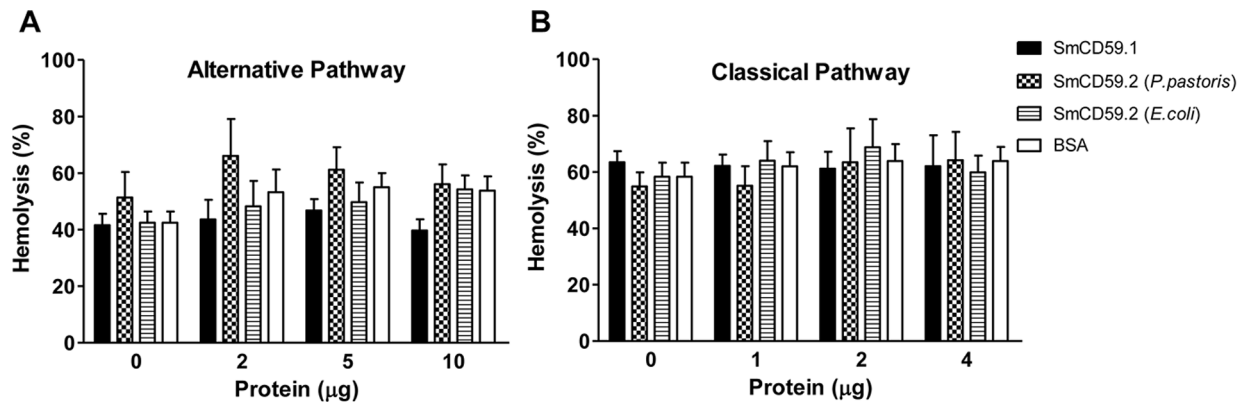 A
Alternative Pathway
Hemolysis (%)
100
80
60
40
20
0
0 2 5 10
Protein (μg)
B
Classical Pathway
Hemolysis (%)
100
80
60
40
20
0
0 1 2 4
Protein (μg)
SmCD59.1
SmCD59.2 (P.pastoris)
SmCD59.2 (E.coli)
BSA